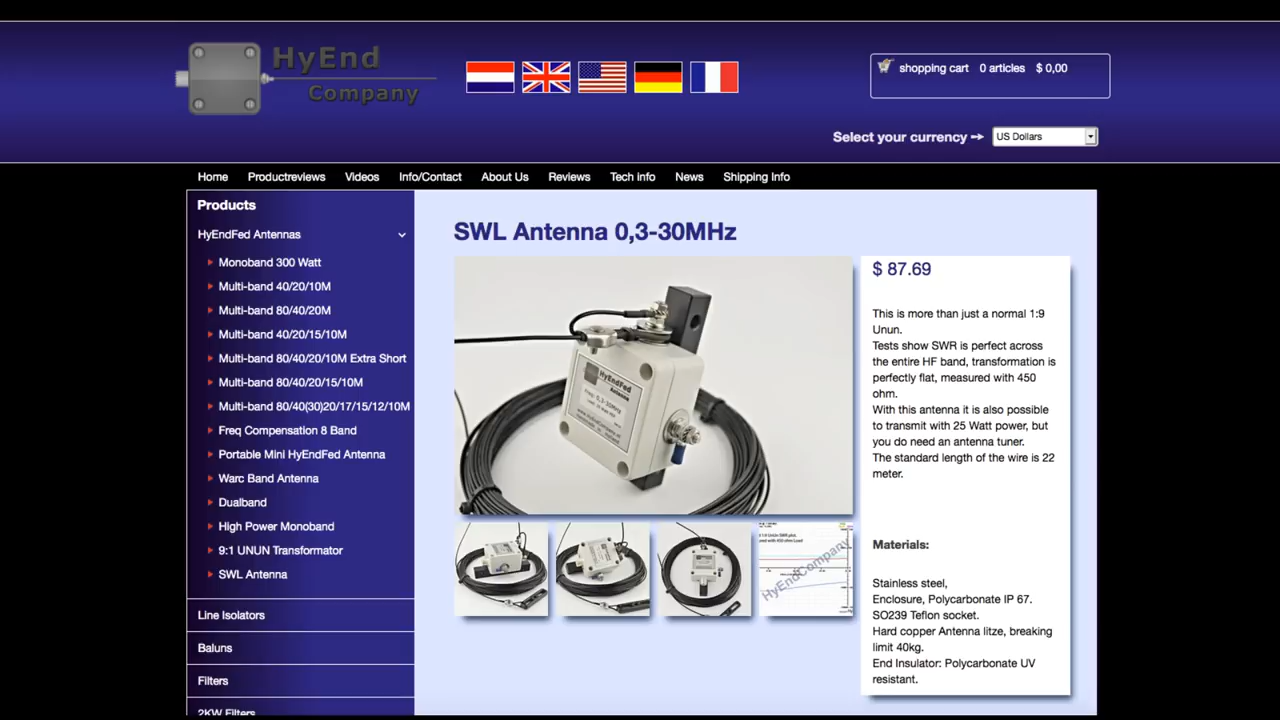 HyEnd
Company
shopping cart 0 articles $ 0,00
Select your currency
US Dollars
Home Productreviews Videos Info/Contact About Us Reviews Tech info News Shipping Info
Products
HyEndFed Antennas
Monoband 300 Watt
Multi-band 40/20/10M
Multi-band 80/40/20M
Multi-band 40/20/15/10M
Multi-band 80/40/20/10M Extra Short
Multi-band 80/40/20/15/10M
Multi-band 80/40(30)20/17/15/12/10M
Freq Compensation 8 Band
Portable Mini HyEndFed Antenna
Warc Band Antenna
Dualband
High Power Monoband
9:1 UNUN Transformator
SWL Antenna
Line Isolators
Baluns
Filters
2KW Filters
SWL Antenna 0,3-30MHz
HyEndFed
Antenna
0,3-30MHz
HyEndCompany
$ 87.69
This is more than just a normal 1:9
Unun.
Tests show SWR is perfect across
the entire HF band, transformation is
perfectly flat, measured with 450
ohm.
With this antenna it is also possible
to transmit with 25 Watt power, but
you do need an antenna tuner.
The standard length of the wire is 22
meter.
Materials:
Stainless steel,
Enclosure, Polycarbonate IP 67.
SO239 Teflon socket.
Hard copper Antenna litze, breaking
limit 40kg.
End Insulator: Polycarbonate UV
resistant.